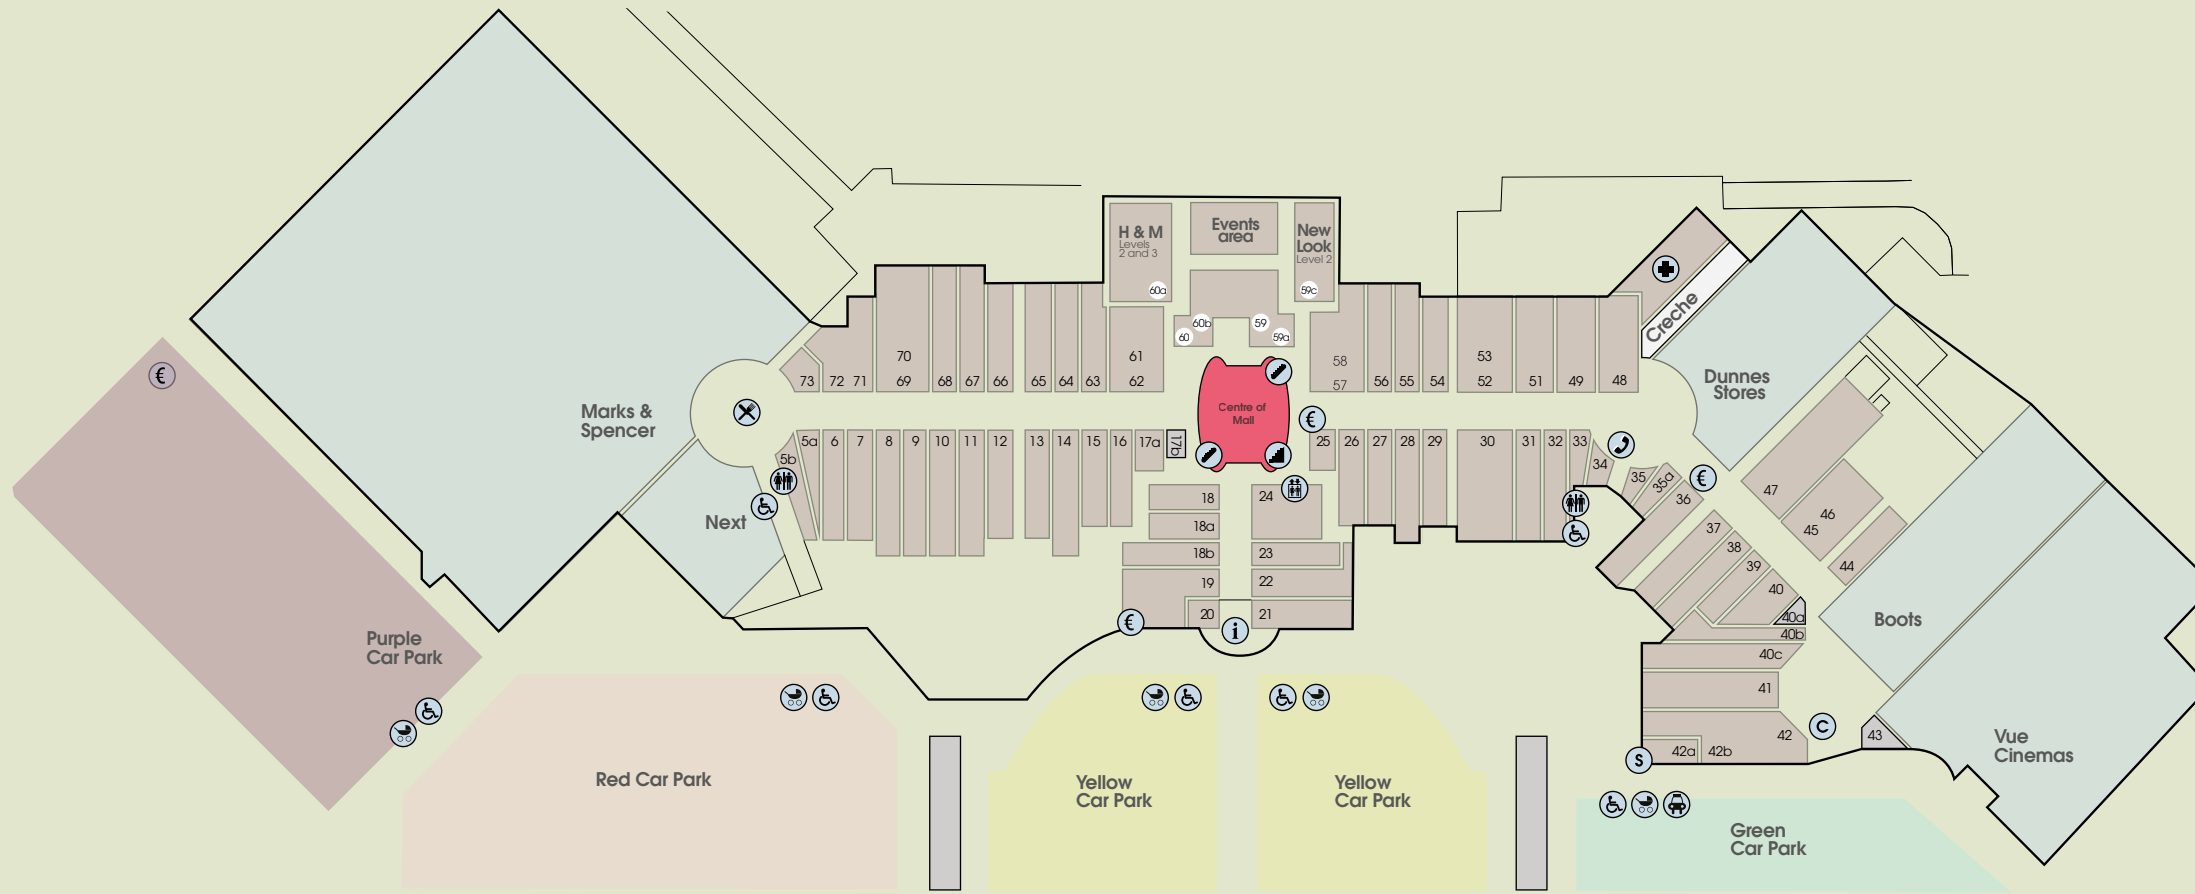 H & M
Levels
2 and 3
60a
Events
area
New
Look
Level 2
59c
60
60b
59
59a
Creche
73
72
71
70
69
68
67
66
65
64
63
61
62
58
57
56
55
54
53
52
51
49
48
Marks &
Spencer
Dunnes
Stores
Centre of
Mall
€
€
5b
5a
6
7
8
9
10
11
12
13
14
15
16
17a
17b
25
26
27
28
29
30
31
32
33
34
35
35a
36
€
37
38
39
40
40a
40b
40c
41
42
42a
42b
43
44
45
46
47
Next
18
18a
18b
19
20
24
23
22
21
€
i
Boots
Vue
Cinemas
C
S
Purple
Car Park
Red Car Park
Yellow
Car Park
Yellow
Car Park
Green
Car Park